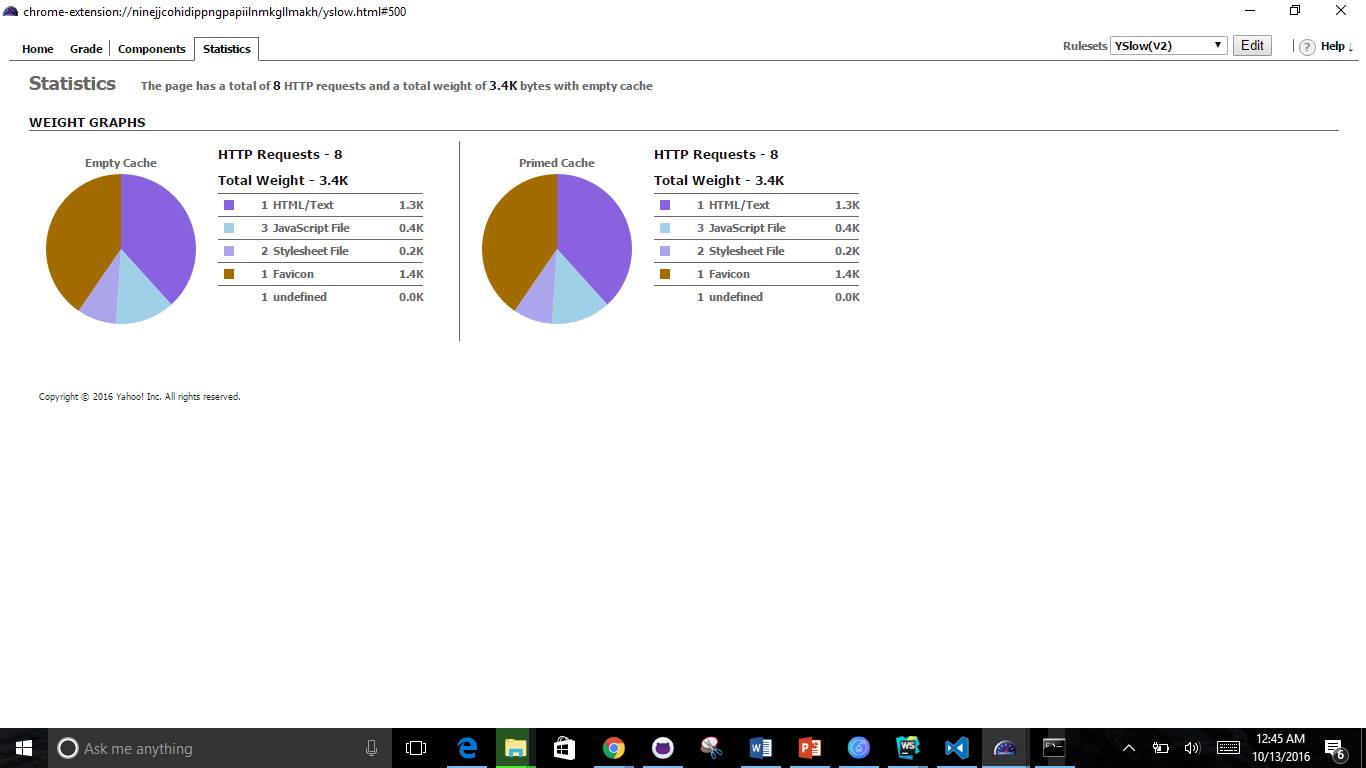 chrome-extension://ninejjcohidippngpapiilnmkgllmakh/yslow.html#500
Home Grade Components Statistics
Rulesets YSlow(V2) Edit ? Help ↓
Statistics The page has a total of 8 HTTP requests and a total weight of 3.4K bytes with empty cache
WEIGHT GRAPHS
Empty Cache
HTTP Requests - 8
Total Weight - 3.4K
1 HTML/Text 1.3K
3 JavaScript File 0.4K
2 Stylesheet File 0.2K
1 Favicon 1.4K
1 undefined 0.0K
Primed Cache
HTTP Requests - 8
Total Weight - 3.4K
1 HTML/Text 1.3K
3 JavaScript File 0.4K
2 Stylesheet File 0.2K
1 Favicon 1.4K
1 undefined 0.0K
Copyright © 2016 Yahoo! Inc. All rights reserved.
Ask me anything
WS
12:45 AM
10/13/2016
6